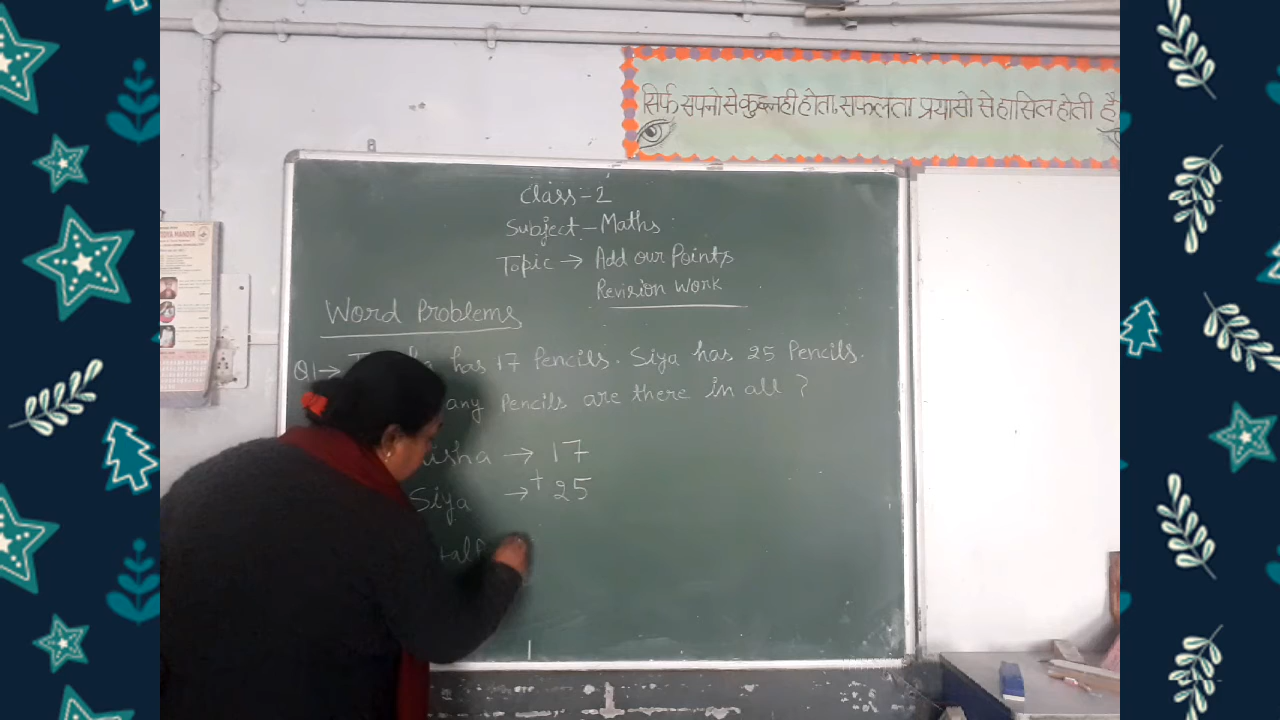 सिर्फ सपनो से कुछ नही होता, सफलता प्रयासो से हासिल होती है
Class - 2
Subject - Maths
Topic → Add our Points
Revision Work
Word Problems
Q1→ has 17 Pencils. Siya has 25 Pencils.
Pencils are there in all ?
→ 17
Siya → + 25